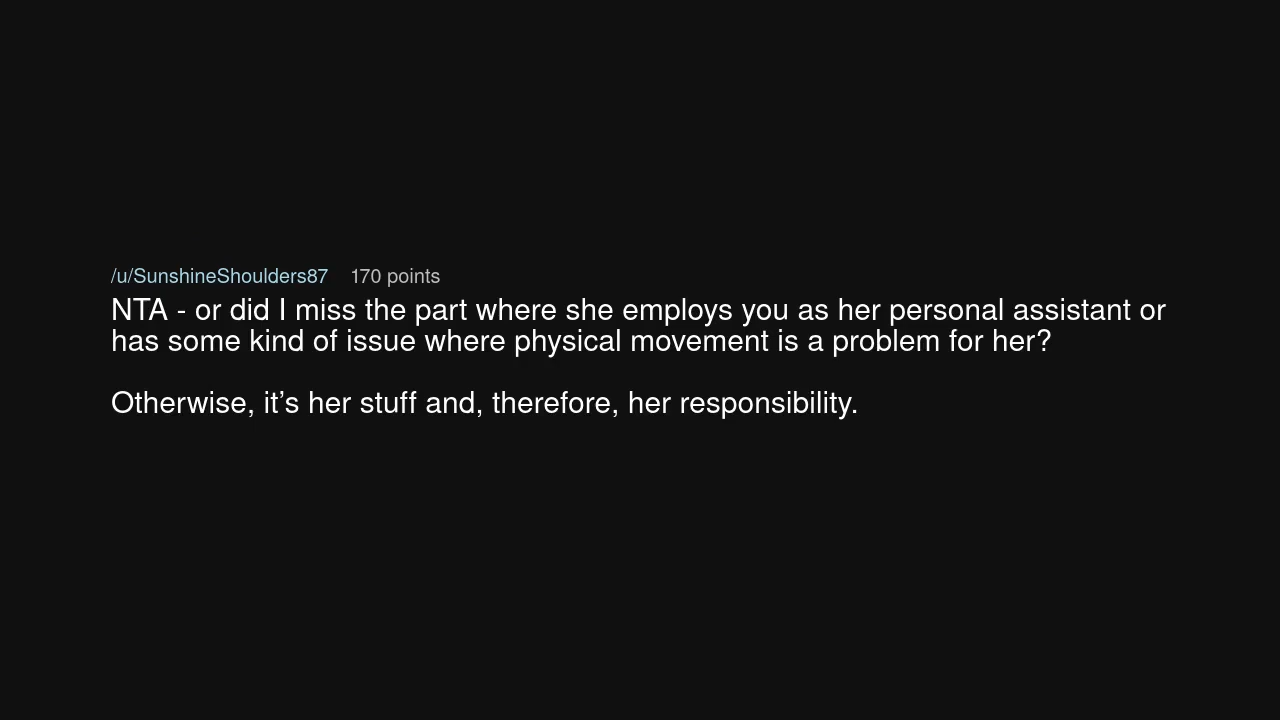 /u/SunshineShoulders87 170 points
NTA - or did I miss the part where she employs you as her personal assistant or
has some kind of issue where physical movement is a problem for her?
Otherwise, it’s her stuff and, therefore, her responsibility.